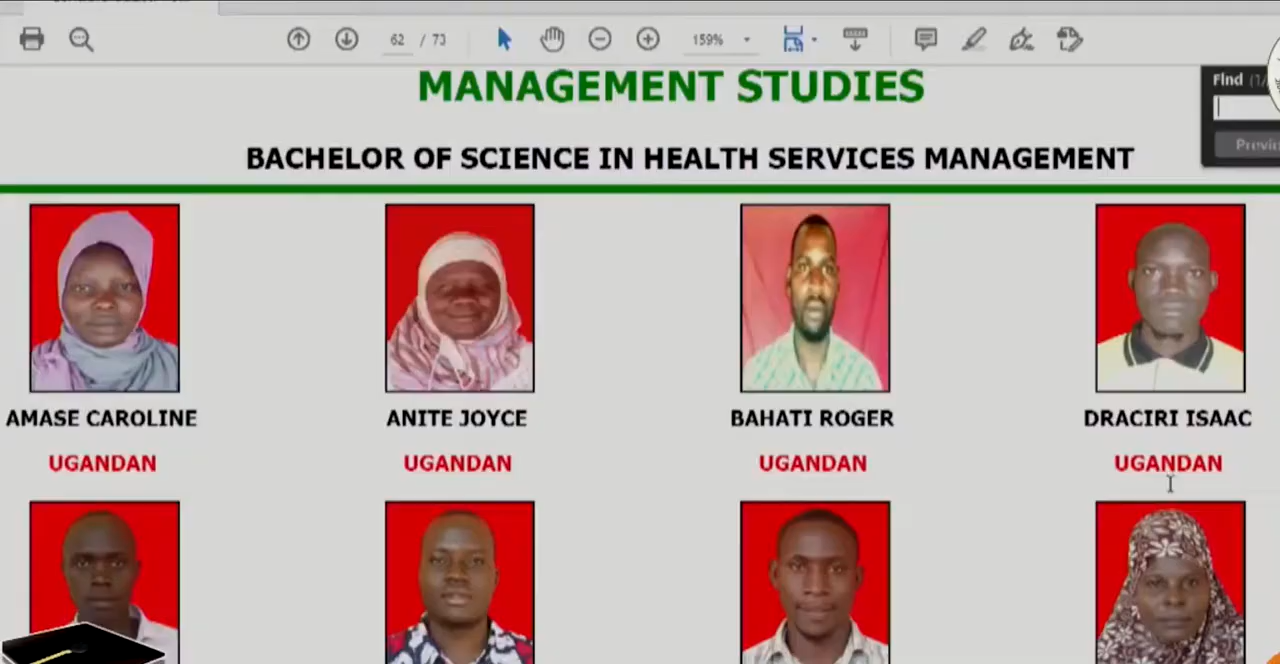 62 / 73
159%
Find
MANAGEMENT STUDIES
BACHELOR OF SCIENCE IN HEALTH SERVICES MANAGEMENT
AMASE CAROLINE
ANITE JOYCE
BAHATI ROGER
DRACIRI ISAAC
UGANDAN
UGANDAN
UGANDAN
UGANDAN